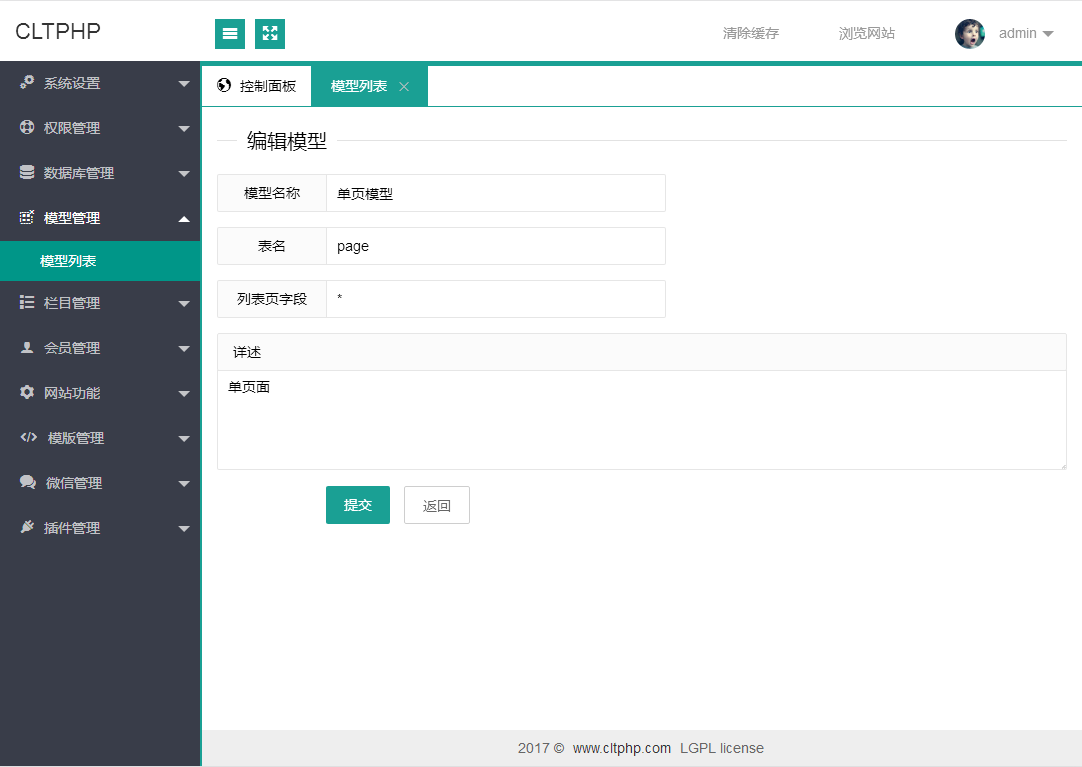 CLTPHP
清除缓存
浏览网站
admin
系统设置
权限管理
数据库管理
模型管理
模型列表
栏目管理
会员管理
网站功能
模版管理
微信管理
插件管理
控制面板
模型列表
编辑模型
模型名称
单页模型
表名
page
列表页字段
*
详述
单页面
提交
返回
2017 © www.cltphp.com LGPL license